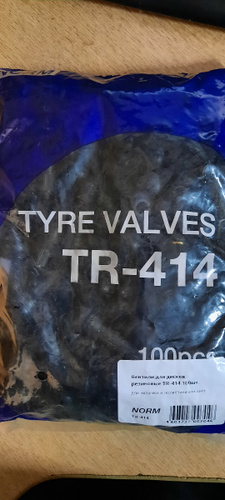 TYRE VALVES
TR-414
100pcs
Вентили для дисков
резиновые TR-414 100шт
NORM
TR-414